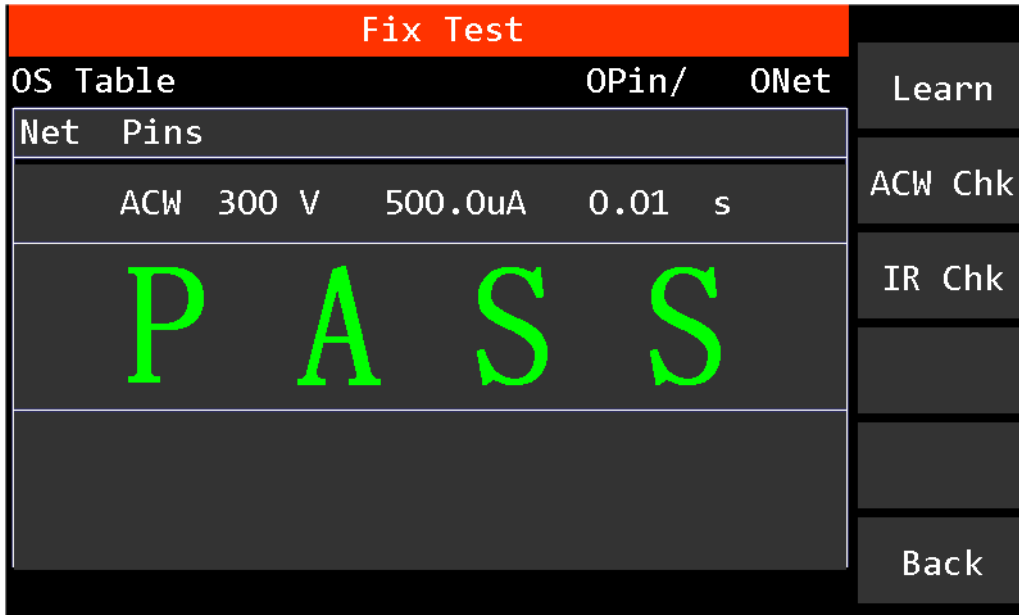 Fix Test
OS Table OPin/ ONet
Net Pins
ACW 300 V 500.0uA 0.01 s
PASS
Learn
ACW Chk
IR Chk
Back